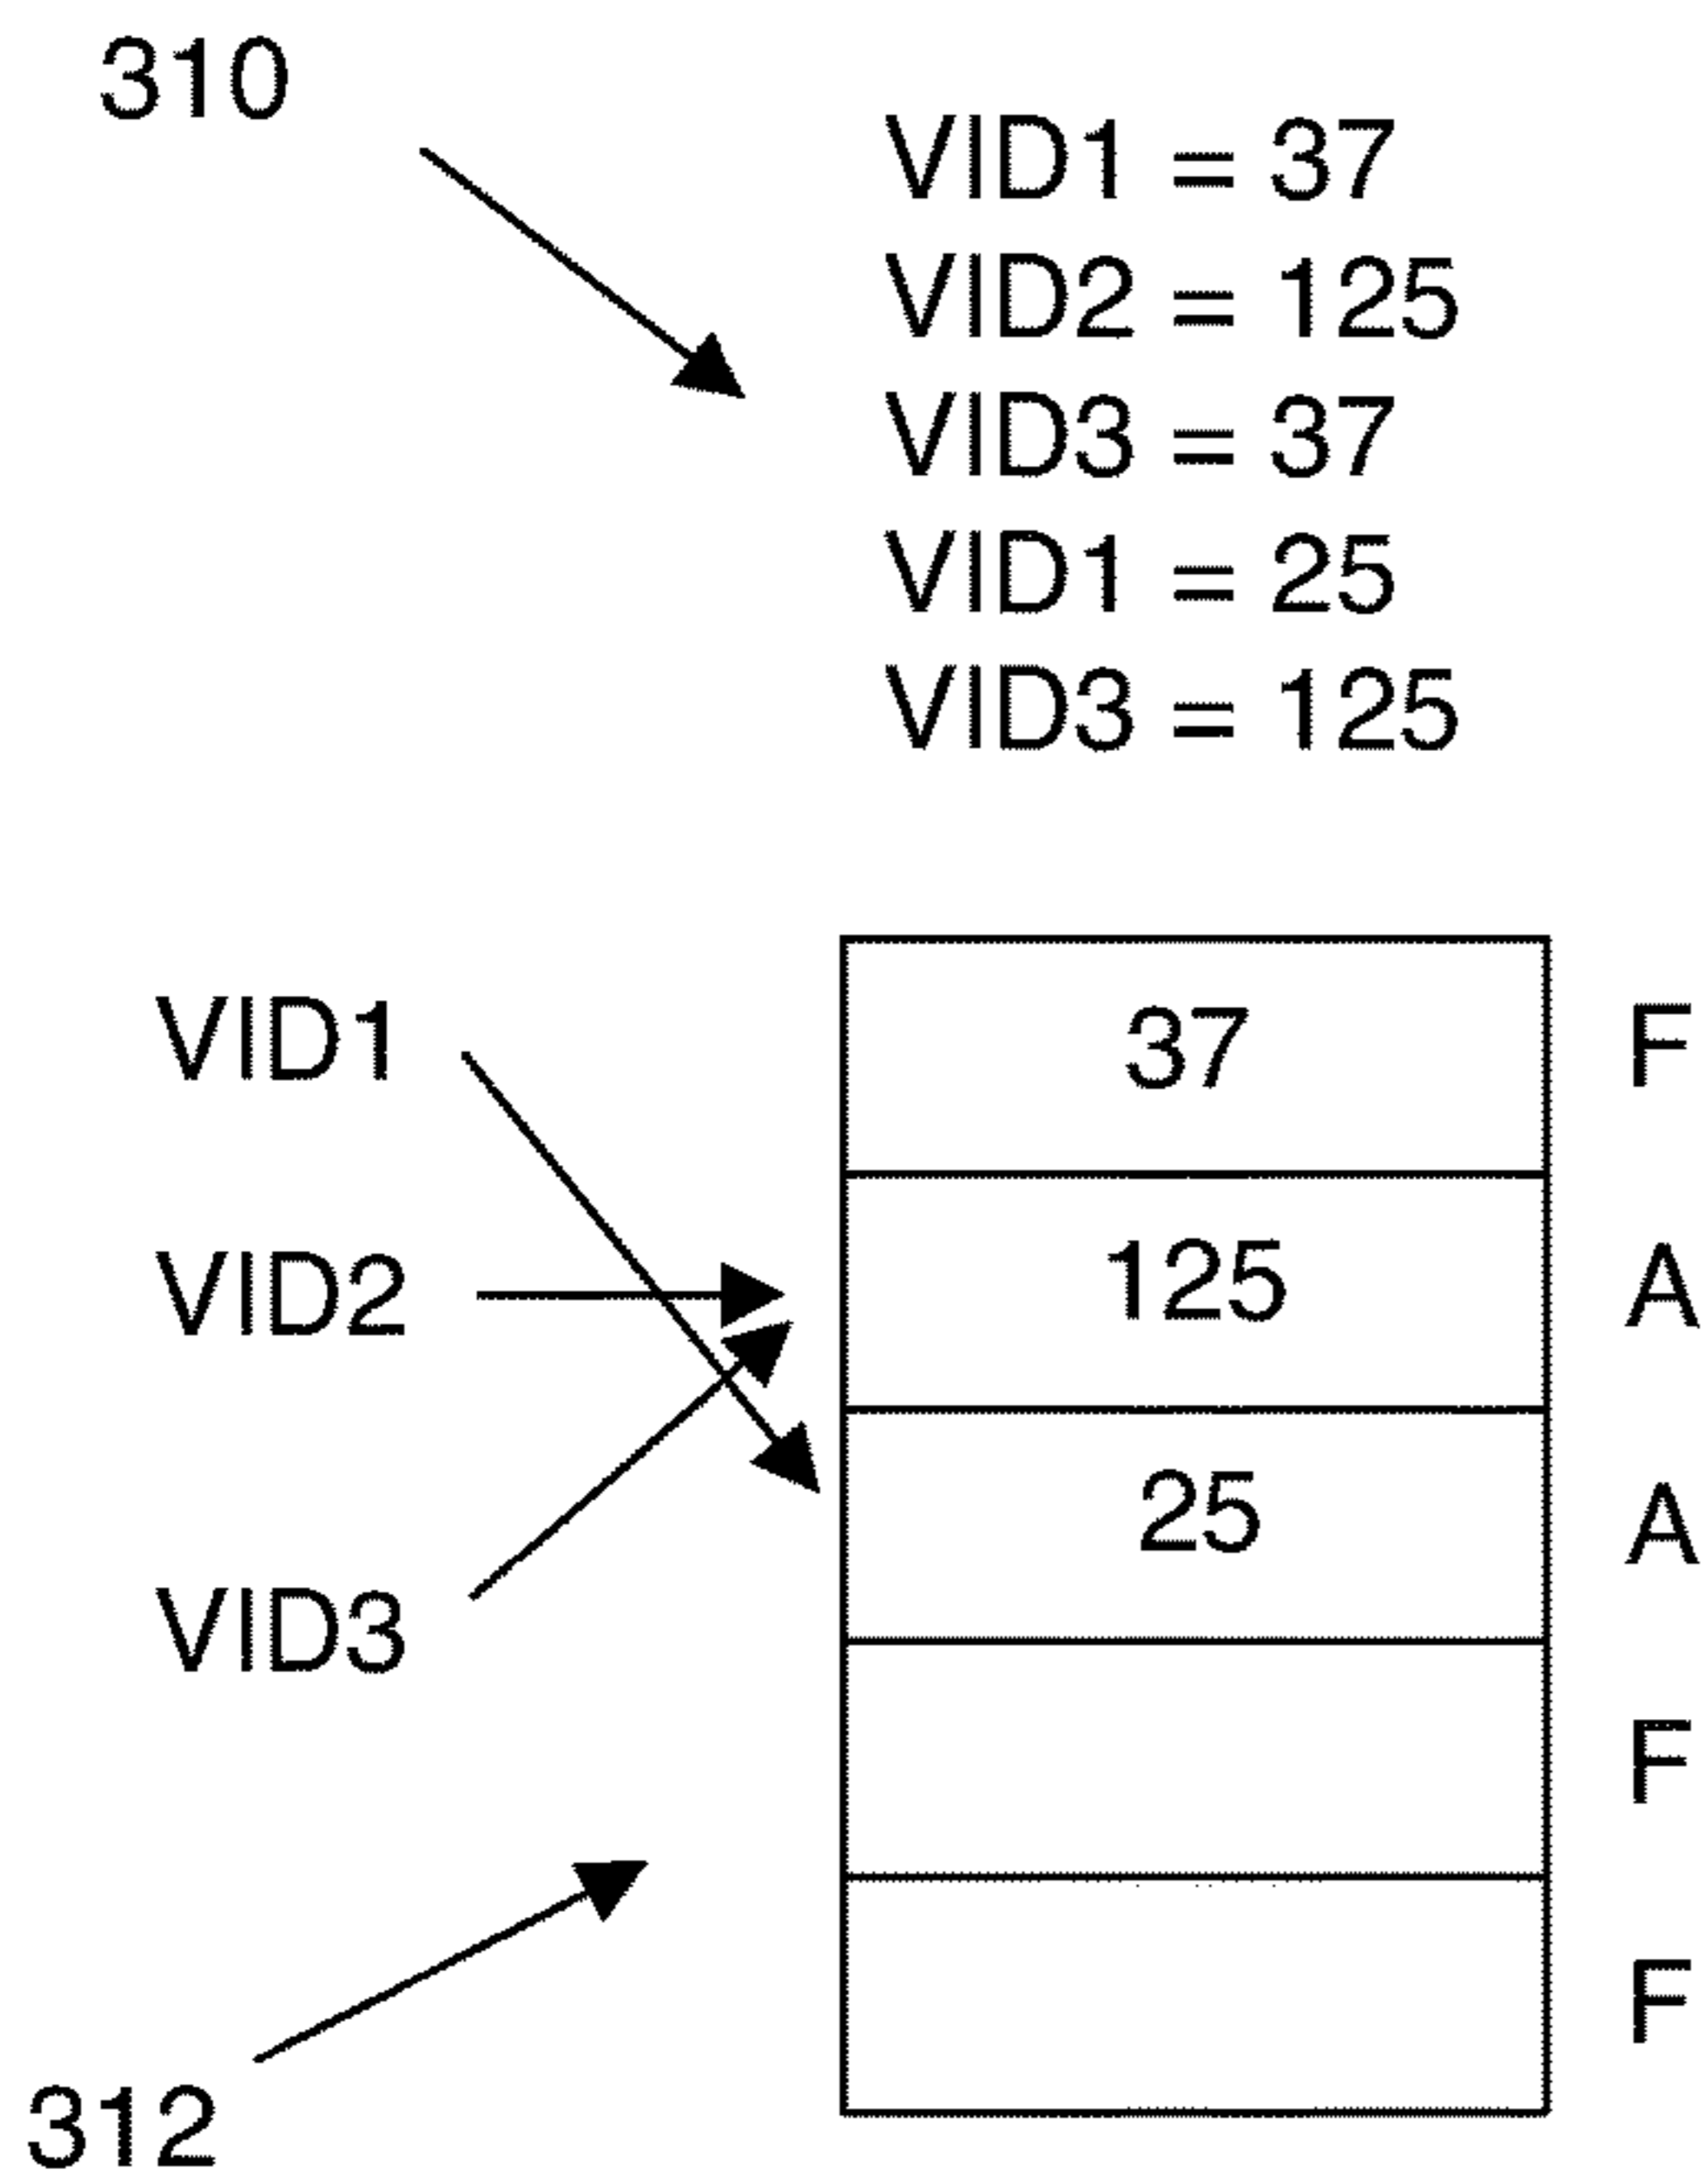 310
VID1 = 37
VID2 = 125
VID3 = 37
VID1 = 25
VID3 = 125
VID1 37 F
VID2 125 A
25 A
VID3
F
F
312